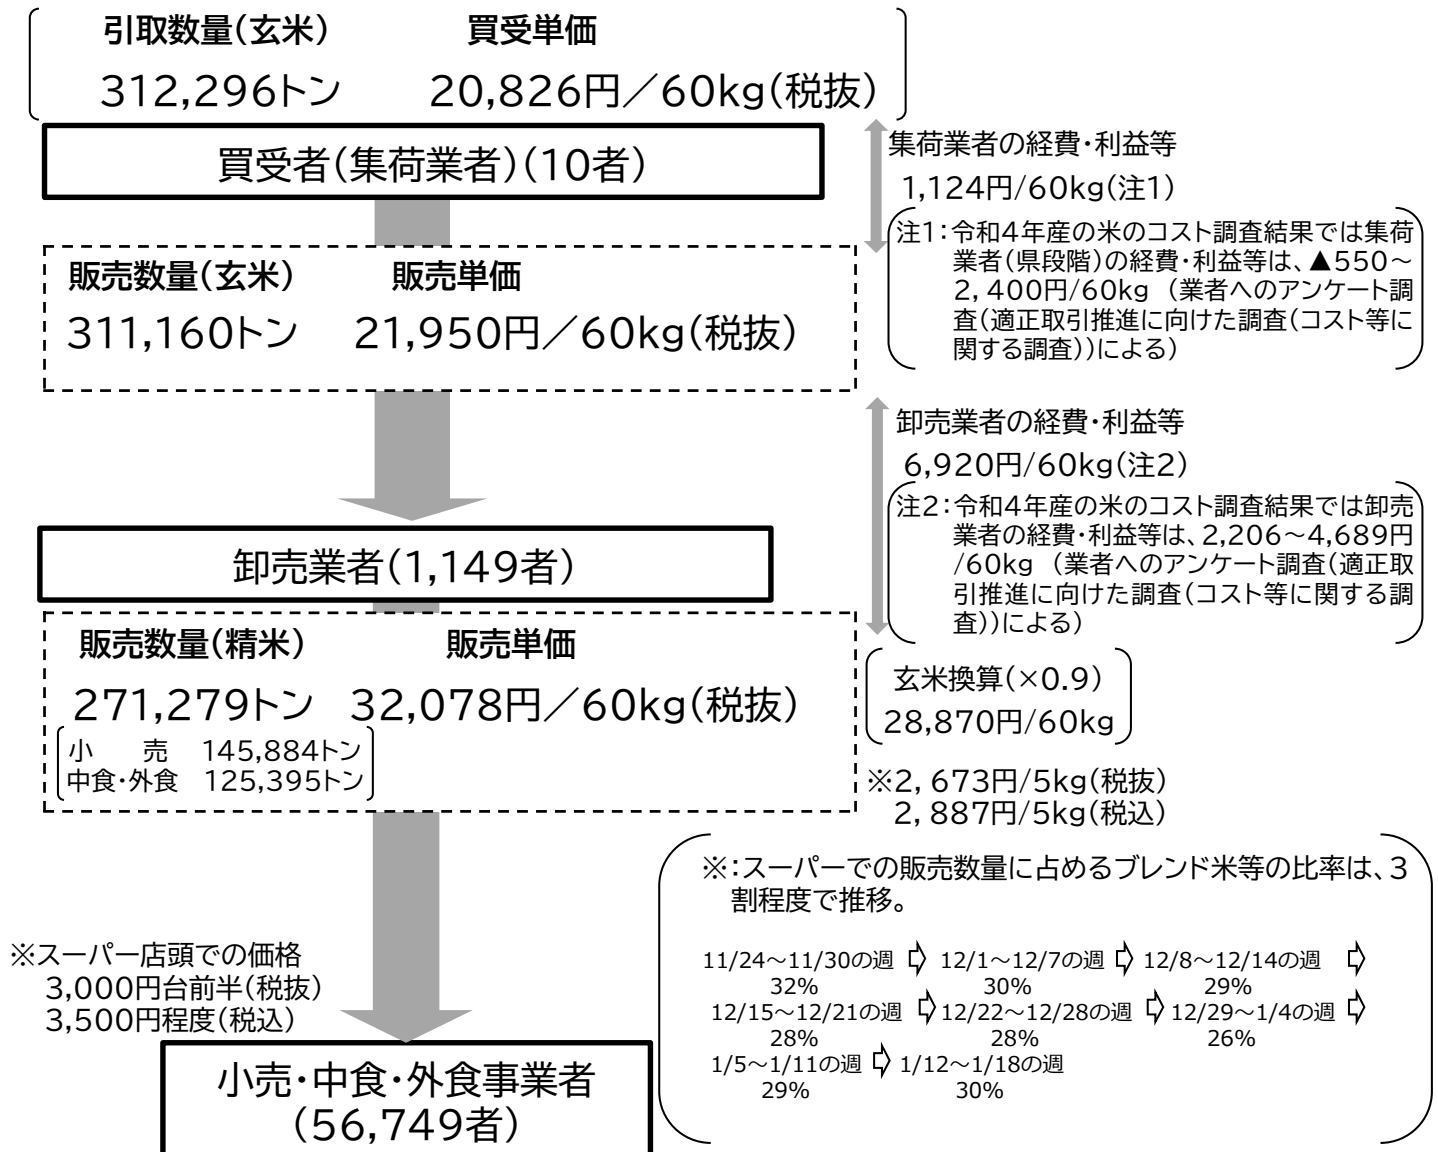 引取数量(玄米) 買受単価
312,296トン 20,826円/60kg(税抜)
買受者(集荷業者)(10者)
集荷業者の経費・利益等
1,124円/60kg(注1)
注1:令和4年産の米のコスト調査結果では集荷
業者(県段階)の経費・利益等は、▲550~
2,400円/60kg (業者へのアンケート調
査(適正取引推進に向けた調査(コスト等に
関する調査))による)
販売数量(玄米) 販売単価
311,160トン 21,950円/60kg(税抜)
卸売業者の経費・利益等
6,920円/60kg(注2)
注2:令和4年産の米のコスト調査結果では卸売
業者の経費・利益等は、2,206~4,689円
/60kg (業者へのアンケート調査(適正取
引推進に向けた調査(コスト等に関する調
査))による)
卸売業者(1,149者)
販売数量(精米) 販売単価
271,279トン 32,078円/60kg(税抜)
小 売 145,884トン
中食・外食 125,395トン
玄米換算(×0.9)
28,870円/60kg
※2,673円/5kg(税抜)
2,887円/5kg(税込)
※:スーパーでの販売数量に占めるブレンド米等の比率は、3
割程度で推移。
11/24~11/30の週 ⇨ 12/1~12/7の週 ⇨ 12/8~12/14の週 ⇨
32% 30% 29%
12/15~12/21の週 ⇨ 12/22~12/28の週 ⇨ 12/29~1/4の週 ⇨
28% 28% 26%
1/5~1/11の週 ⇨ 1/12~1/18の週
29% 30%
※スーパー店頭での価格
3,000円台前半(税抜)
3,500円程度(税込)
小売・中食・外食事業者
(56,749者)